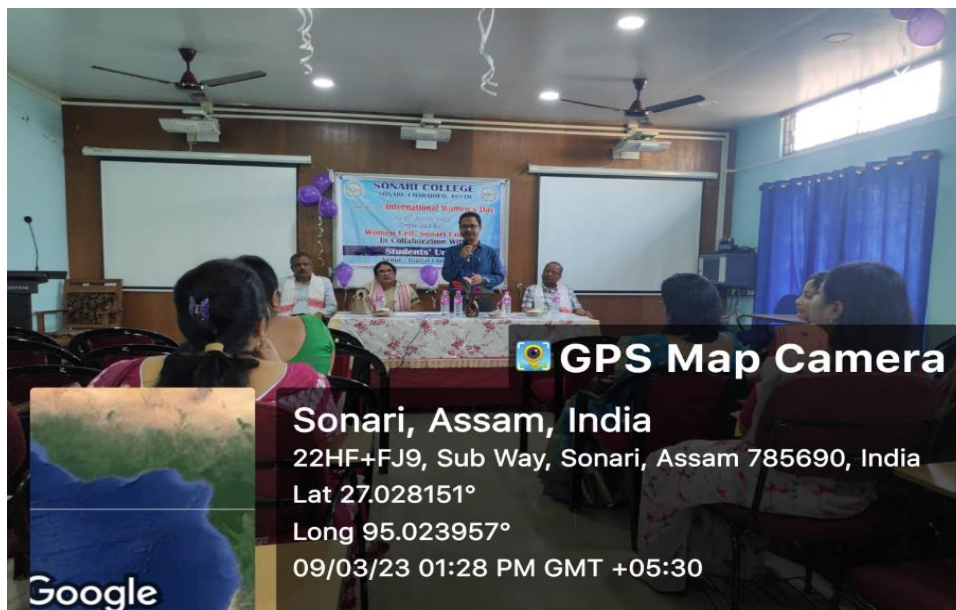 SONARI COLLEGE
SONARI, CHARAIDEO, ASSAM
International Women's Day
Women Cell, Sonari
In Collaboration
Students'
GPS Map Camera
Sonari, Assam, India
22HF+FJ9, Sub Way, Sonari, Assam 785690, India
Lat 27.028151°
Long 95.023957°
09/03/23 01:28 PM GMT +05:30
Google